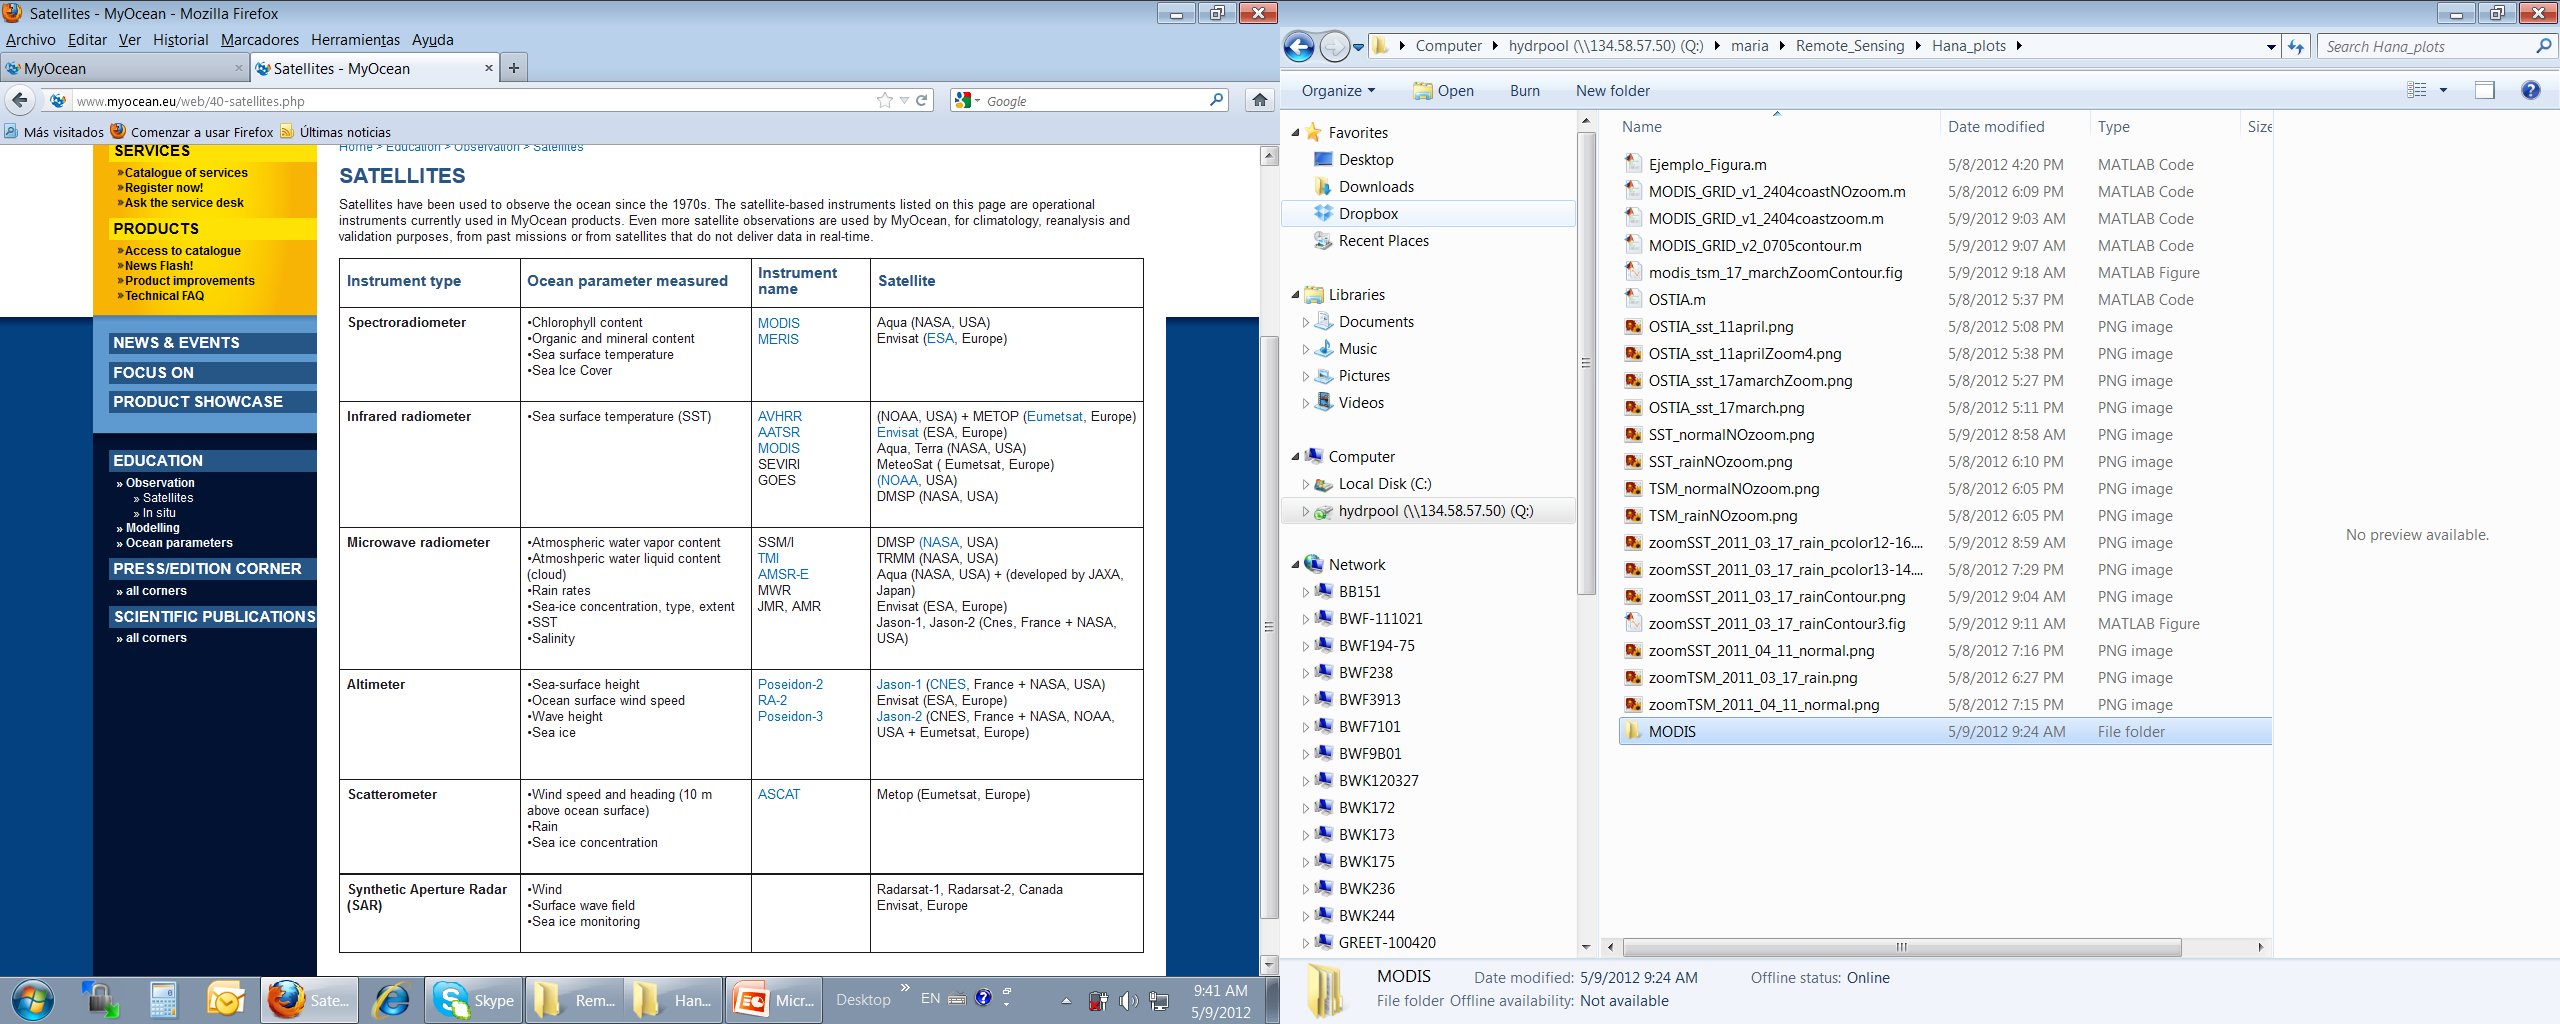 Satellites - MyOcean - Mozilla Firefox
Archivo Editar Ver Historial Marcadores Herramientas Ayuda
MyOcean
Satellites - MyOcean
www.myocean.eu/web/40-satellites.php
Google
Más visitados Comenzar a usar Firefox Últimas noticias
SERVICES
»Catalogue of services
»Register now!
»Ask the service desk
PRODUCTS
»Access to catalogue
»News Flash!
»Product improvements
»Technical FAQ
NEWS & EVENTS
FOCUS ON
PRODUCT SHOWCASE
EDUCATION
» Observation
» Satellites
» In situ
» Modelling
» Ocean parameters
PRESS/EDITION CORNER
» all corners
SCIENTIFIC PUBLICATIONS
» all corners
Home > Education > Observation > Satellites
SATELLITES
Satellites have been used to observe the ocean since the 1970s. The satellite-based instruments listed on this page are operational
instruments currently used in MyOcean products. Even more satellite observations are used by MyOcean, for climatology, reanalysis and
validation purposes, from past missions or from satellites that do not deliver data in real-time.
Instrument type
Ocean parameter measured
Instrument
name
Satellite
Spectroradiometer
•Chlorophyll content
•Organic and mineral content
•Sea surface temperature
•Sea Ice Cover
MODIS
MERIS
Aqua (NASA, USA)
Envisat (ESA, Europe)
Infrared radiometer
•Sea surface temperature (SST)
AVHRR
AATSR
MODIS
SEVIRI
GOES
(NOAA, USA) + METOP (Eumetsat, Europe)
Envisat (ESA, Europe)
Aqua, Terra (NASA, USA)
MeteoSat ( Eumetsat, Europe)
(NOAA, USA)
DMSP (NASA, USA)
Microwave radiometer
•Atmospheric water vapor content
•Atmoshperic water liquid content
(cloud)
•Rain rates
•Sea-ice concentration, type, extent
•SST
•Salinity
SSM/I
TMI
AMSR-E
MWR
JMR, AMR
DMSP (NASA, USA)
TRMM (NASA, USA)
Aqua (NASA, USA) + (developed by JAXA,
Japan)
Envisat (ESA, Europe)
Jason-1, Jason-2 (Cnes, France + NASA,
USA)
Altimeter
•Sea-surface height
•Ocean surface wind speed
•Wave height
•Sea ice
Poseidon-2
RA-2
Poseidon-3
Jason-1 (CNES, France + NASA, USA)
Envisat (ESA, Europe)
Jason-2 (CNES, France + NASA, NOAA,
USA + Eumetsat, Europe)
Scatterometer
•Wind speed and heading (10 m
above ocean surface)
•Rain
•Sea ice concentration
ASCAT
Metop (Eumetsat, Europe)
Synthetic Aperture Radar
(SAR)
•Wind
•Surface wave field
•Sea ice monitoring
Radarsat-1, Radarsat-2, Canada
Envisat, Europe
Sate...
Skype
Rem...
Han...
Micr...
Desktop »
EN
9:41 AM
5/9/2012
Computer hydrpool (\\134.58.57.50) (Q:) maria Remote_Sensing Hana_plots
Search Hana_plots
Organize Open Burn New folder
Favorites
Desktop
Downloads
Dropbox
Recent Places
Libraries
Documents
Music
Pictures
Videos
Computer
Local Disk (C:)
hydrpool (\\134.58.57.50) (Q:)
Network
BB151
BWF-111021
BWF194-75
BWF238
BWF3913
BWF7101
BWF9B01
BWK120327
BWK172
BWK173
BWK175
BWK236
BWK244
GREET-100420
Name Date modified Type Size
Ejemplo_Figura.m 5/8/2012 4:20 PM MATLAB Code
MODIS_GRID_v1_2404coastNOzoom.m 5/8/2012 6:09 PM MATLAB Code
MODIS_GRID_v1_2404coastzoom.m 5/9/2012 9:03 AM MATLAB Code
MODIS_GRID_v2_0705contour.m 5/9/2012 9:07 AM MATLAB Code
modis_tsm_17_marchZoomContour.fig 5/9/2012 9:18 AM MATLAB Figure
OSTIA.m 5/8/2012 5:37 PM MATLAB Code
OSTIA_sst_11april.png 5/8/2012 5:08 PM PNG image
OSTIA_sst_11aprilZoom4.png 5/8/2012 5:38 PM PNG image
OSTIA_sst_17amarchZoom.png 5/8/2012 5:27 PM PNG image
OSTIA_sst_17march.png 5/8/2012 5:11 PM PNG image
SST_normalNOzoom.png 5/9/2012 8:58 AM PNG image
SST_rainNOzoom.png 5/8/2012 6:10 PM PNG image
TSM_normalNOzoom.png 5/8/2012 6:05 PM PNG image
TSM_rainNOzoom.png 5/8/2012 6:05 PM PNG image
zoomSST_2011_03_17_rain_pcolor12-16.... 5/9/2012 8:59 AM PNG image
zoomSST_2011_03_17_rain_pcolor13-14.... 5/8/2012 7:29 PM PNG image
zoomSST_2011_03_17_rainContour.png 5/9/2012 9:04 AM PNG image
zoomSST_2011_03_17_rainContour3.fig 5/9/2012 9:11 AM MATLAB Figure
zoomSST_2011_04_11_normal.png 5/8/2012 7:16 PM PNG image
zoomTSM_2011_03_17_rain.png 5/8/2012 6:27 PM PNG image
zoomTSM_2011_04_11_normal.png 5/8/2012 7:15 PM PNG image
MODIS 5/9/2012 9:24 AM File folder
No preview available.
MODIS Date modified: 5/9/2012 9:24 AM Offline status: Online
File folder Offline availability: Not available